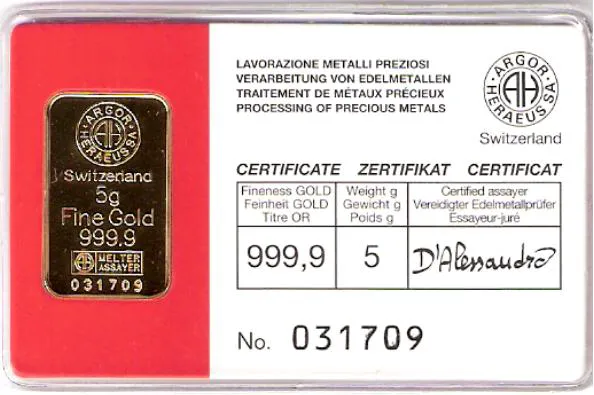 ARGOR
HERAEUS SA
AH
Switzerland
5g
Fine Gold
999.9
AH MELTER
ASSAYER
031709
LAVORAZIONE METALLI PREZIOSI
VERARBEITUNG VON EDELMETALLEN
TRAITEMENT DE MÉTAUX PRÉCIEUX
PROCESSING OF PRECIOUS METALS
ARGOR
HERAEUS SA
AH
Switzerland
CERTIFICATE ZERTIFIKAT CERTIFICAT
Fineness GOLD
Feinheit GOLD
Titre OR
Weight g
Gewicht g
Poids g
Certified assayer
Vereidigter Edelmetallprüfer
Essayeur-juré
999,9
5
D'Alessandro
No. 031709